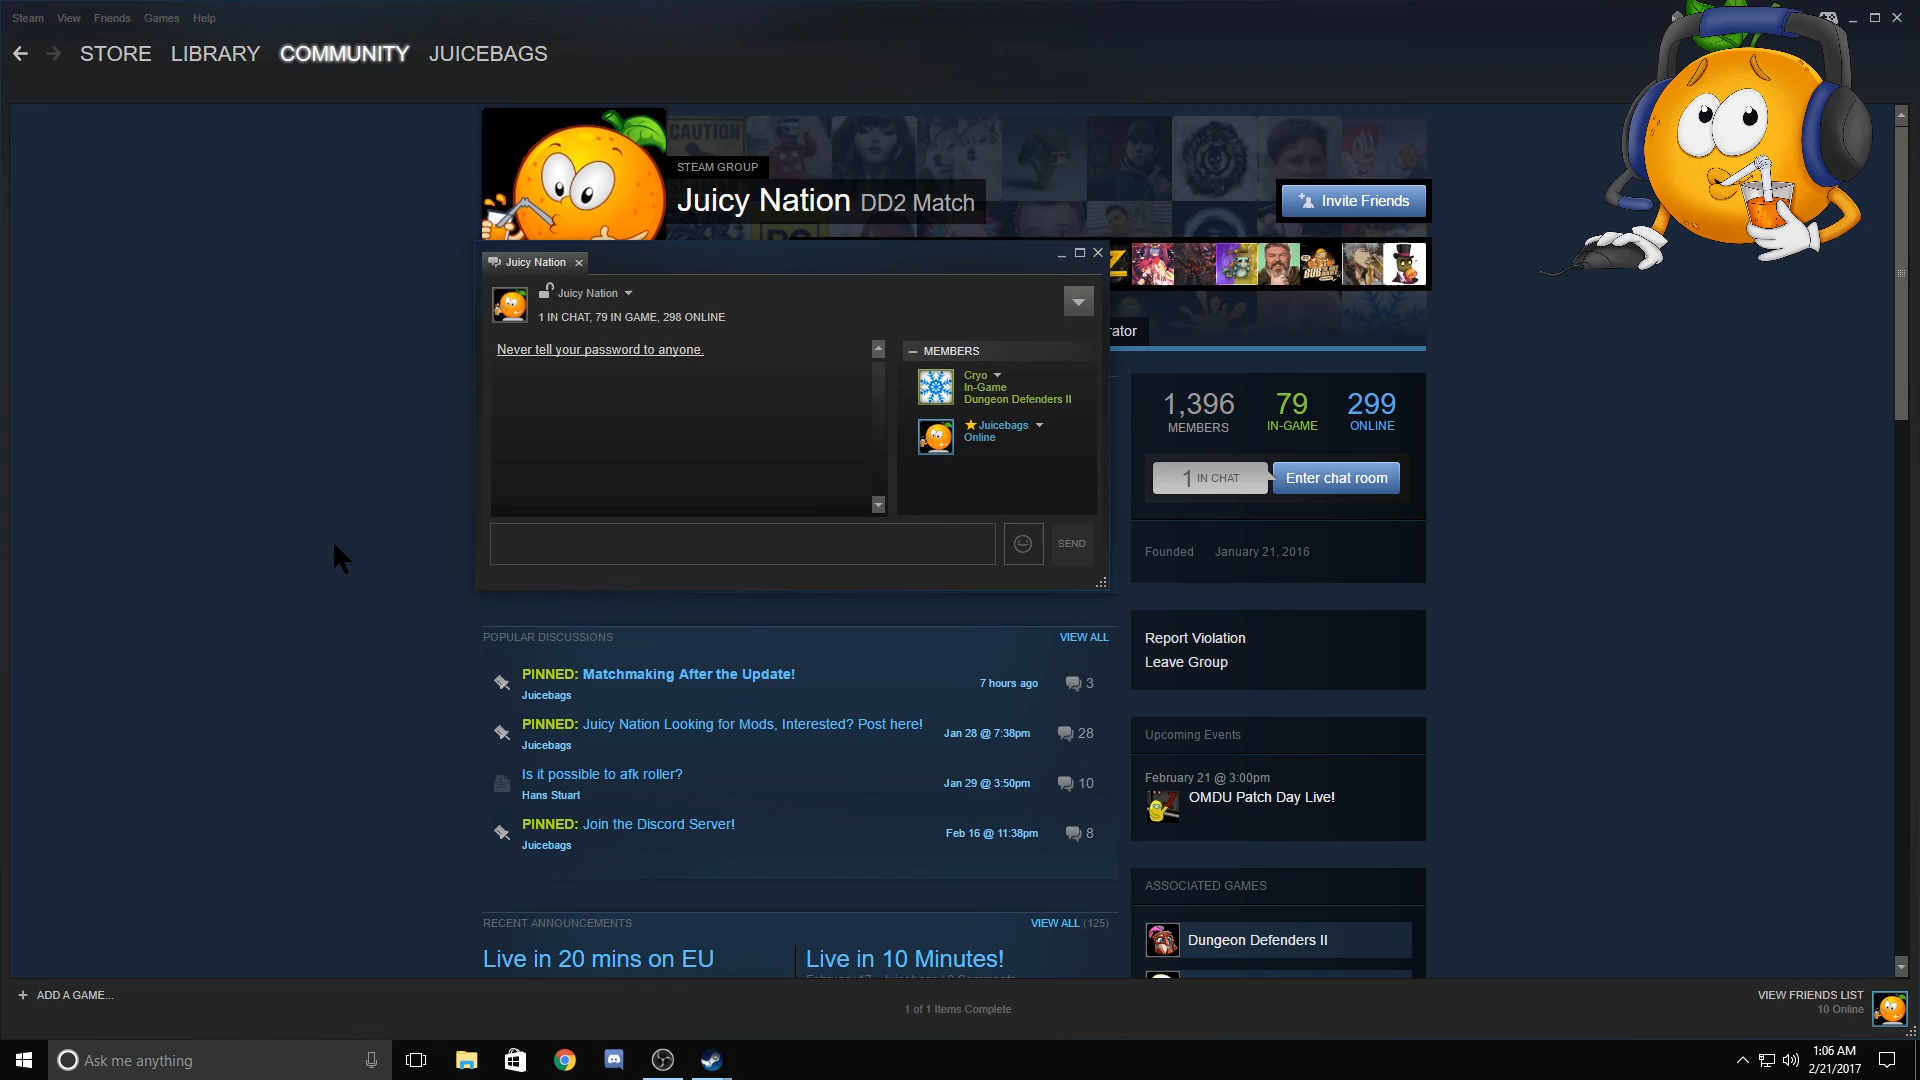 Steam View Friends Games Help
STORE LIBRARY COMMUNITY JUICEBAGS
CAUTION
STEAM GROUP
Juicy Nation DD2 Match
Invite Friends
Juicy Nation
Juicy Nation
1 IN CHAT, 79 IN GAME, 298 ONLINE
rator
Never tell your password to anyone.
MEMBERS
Cryo
In-Game
Dungeon Defenders II
Juicebags
Online
SEND
1,396 79 299
MEMBERS IN-GAME ONLINE
1 IN CHAT Enter chat room
Founded January 21, 2016
Report Violation
Leave Group
Upcoming Events
February 21 @ 3:00pm
OMDU Patch Day Live!
ASSOCIATED GAMES
Dungeon Defenders II
POPULAR DISCUSSIONS VIEW ALL
PINNED: Matchmaking After the Update!
Juicebags
7 hours ago 3
PINNED: Juicy Nation Looking for Mods, Interested? Post here!
Juicebags
Jan 28 @ 7:38pm 28
Is it possible to afk roller?
Hans Stuart
Jan 29 @ 3:50pm 10
PINNED: Join the Discord Server!
Juicebags
Feb 16 @ 11:38pm 8
RECENT ANNOUNCEMENTS VIEW ALL (125)
Live in 20 mins on EU
Live in 10 Minutes!
+ ADD A GAME...
1 of 1 Items Complete
VIEW FRIENDS LIST
10 Online
Ask me anything
1:06 AM
2/21/2017